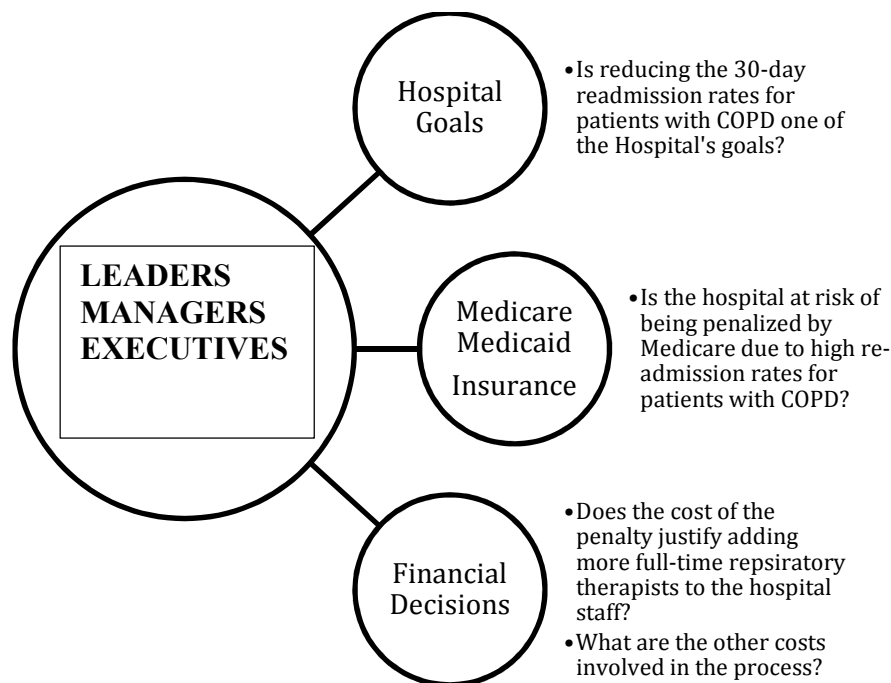 Hospital
Goals
•Is reducing the 30-day
readmission rates for
patients with COPD one of
the Hospital's goals?
LEADERS
MANAGERS
EXECUTIVES
Medicare
Medicaid
Insurance
•Is the hospital at risk of
being penalized by
Medicare due to high re-
admission rates for
patients with COPD?
Financial
Decisions
•Does the cost of the
penalty justify adding
more full-time repsiratory
therapists to the hospital
staff?
•What are the other costs
involved in the process?